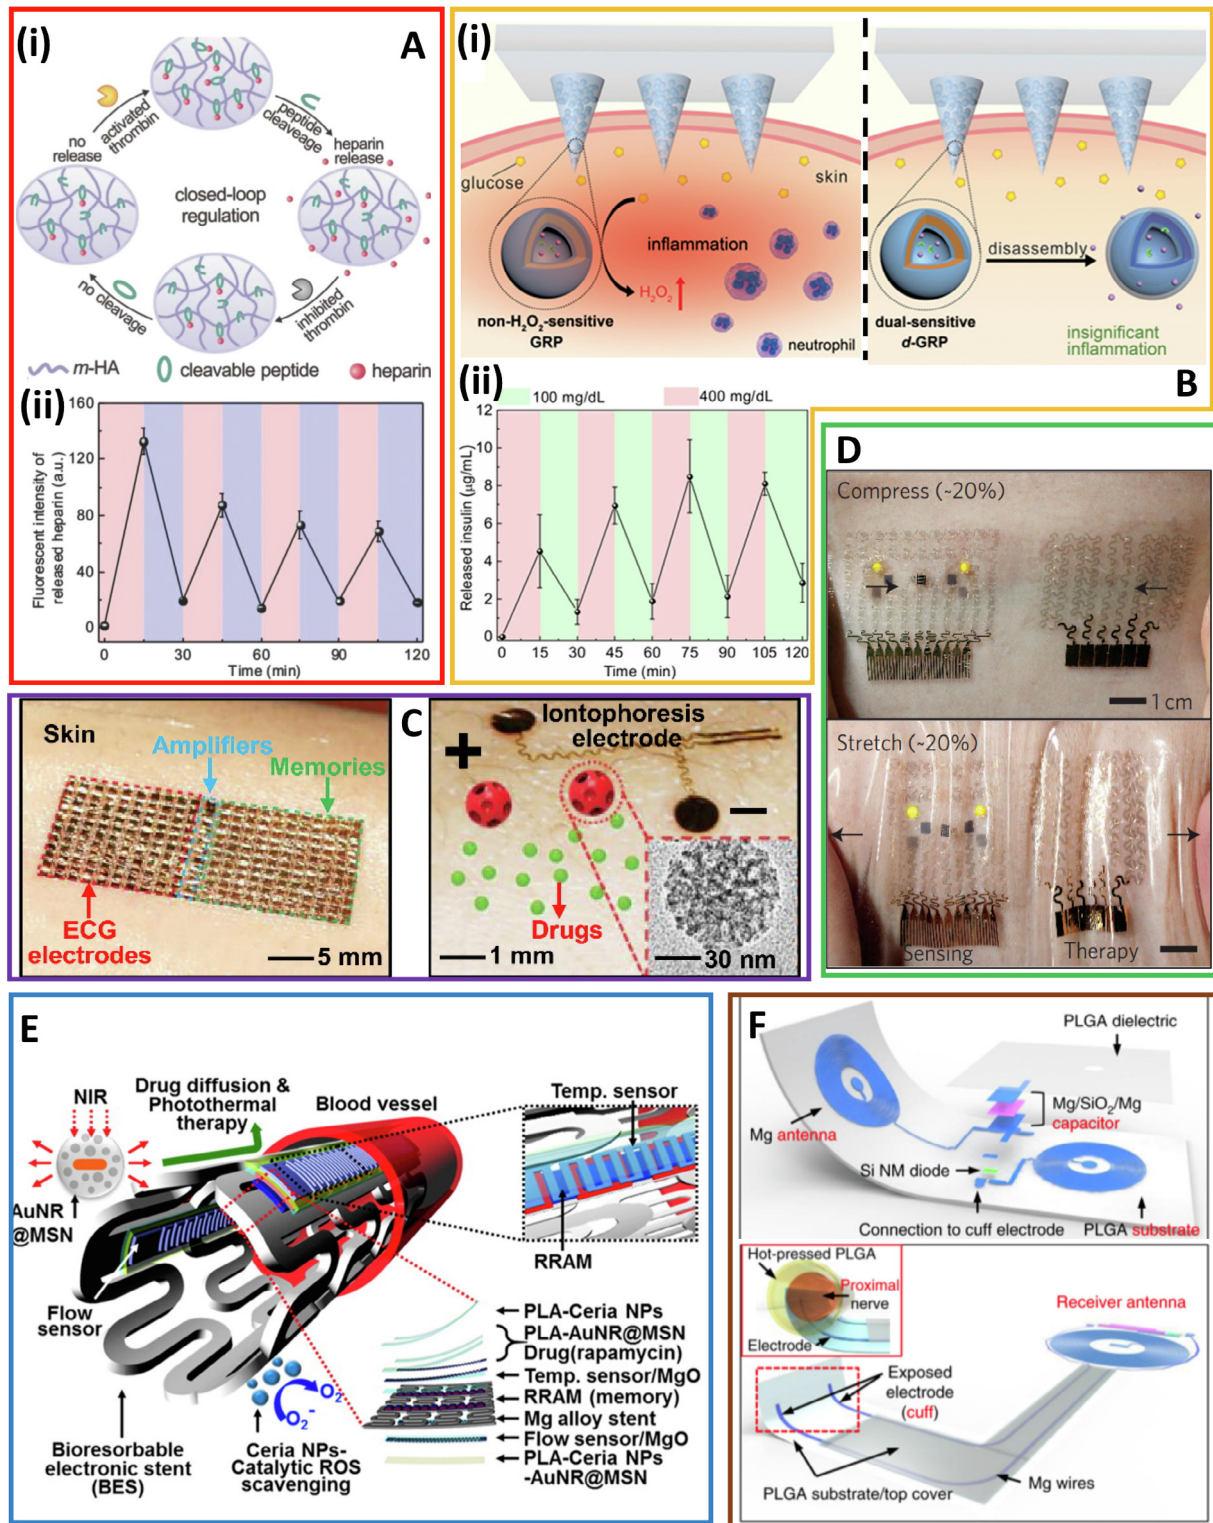 (i)
A
activated
thrombin
peptide
cleaveage
no
release
heparin
release
closed-loop
regulation
no cleavage
inhibited
thrombin
m-HA
cleavable peptide
heparin
(ii)
160
120
80
40
0
Fluorescent intensity of
released heparin (a.u.)
0
30
60
90
120
Time (min)
(i)
glucose
skin
inflammation
H2O2
non-H2O2-sensitive
GRP
neutrophil
disassembly
dual-sensitive
d-GRP
insignificant
inflammation
B
(ii)
100 mg/dL
400 mg/dL
12
10
8
6
4
2
0
Released insulin (μg/mL)
0
15
30
45
60
75
90
105
120
Time (min)
D
Compress (~20%)
1 cm
Stretch (~20%)
Sensing
Therapy
C
Skin
Amplifiers
Memories
ECG
electrodes
5 mm
Iontophoresis
electrode
+
Drugs
1 mm
30 nm
E
NIR
Drug diffusion &
Photothermal
therapy
Blood vessel
Temp. sensor
AuNR
@MSN
RRAM
Flow
sensor
O2
O2-
Bioresorbable
electronic stent
(BES)
Ceria NPs-
Catalytic ROS
scavenging
PLA-Ceria NPs
PLA-AuNR@MSN
Drug(rapamycin)
Temp. sensor/MgO
RRAM (memory)
Mg alloy stent
Flow sensor/MgO
PLA-Ceria NPs
-AuNR@MSN
F
PLGA dielectric
Mg/SiO2/Mg
capacitor
Mg antenna
Si NM diode
Connection to cuff electrode
PLGA substrate
Hot-pressed PLGA
Proximal
nerve
Electrode
Receiver antenna
Exposed
electrode
(cuff)
Mg wires
PLGA substrate/top cover